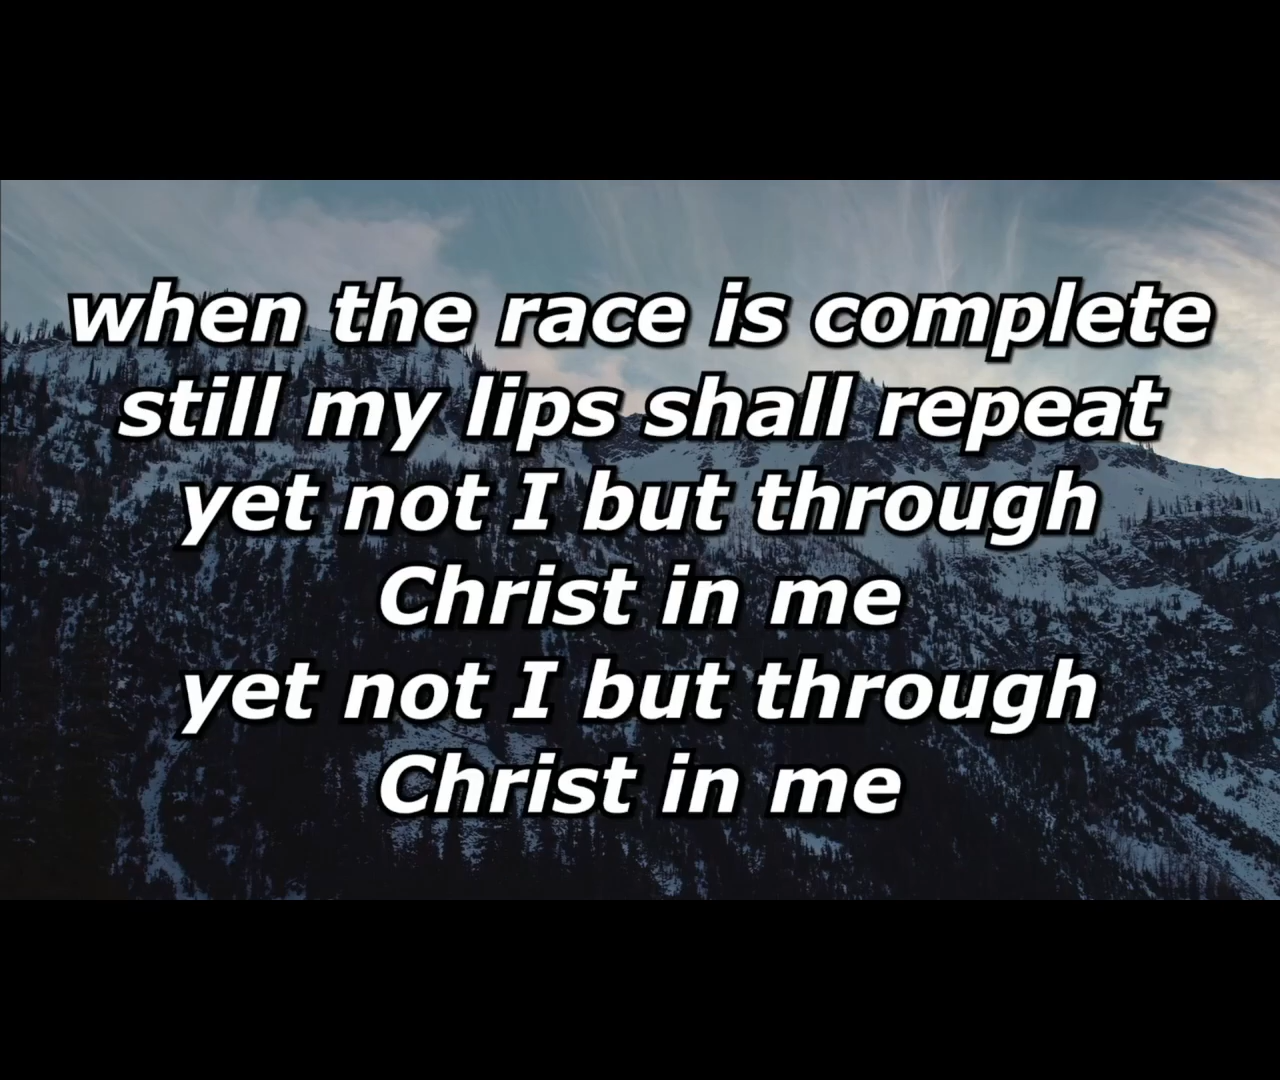 when the race is complete
still my lips shall repeat
yet not I but through
Christ in me
yet not I but through
Christ in me